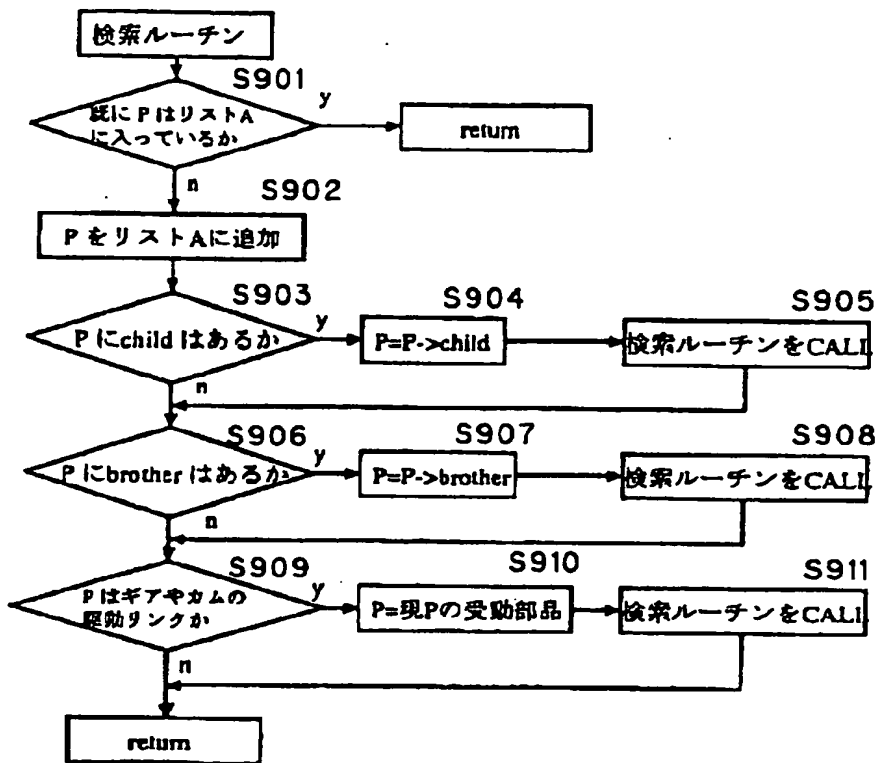 検索ルーチン
S901
既にPはリストA
に入っているか
y
return
n
S902
PをリストAに追加
S903
Pにchildはあるか
y
S904
P=P->child
S905
検索ルーチンをCALL
n
S906
Pにbrotherはあるか
y
S907
P=P->brother
S908
検索ルーチンをCALL
n
S909
Pはギアやカムの
駆動リンクか
y
S910
P=現Pの受動部品
S911
検索ルーチンをCALL
n
return